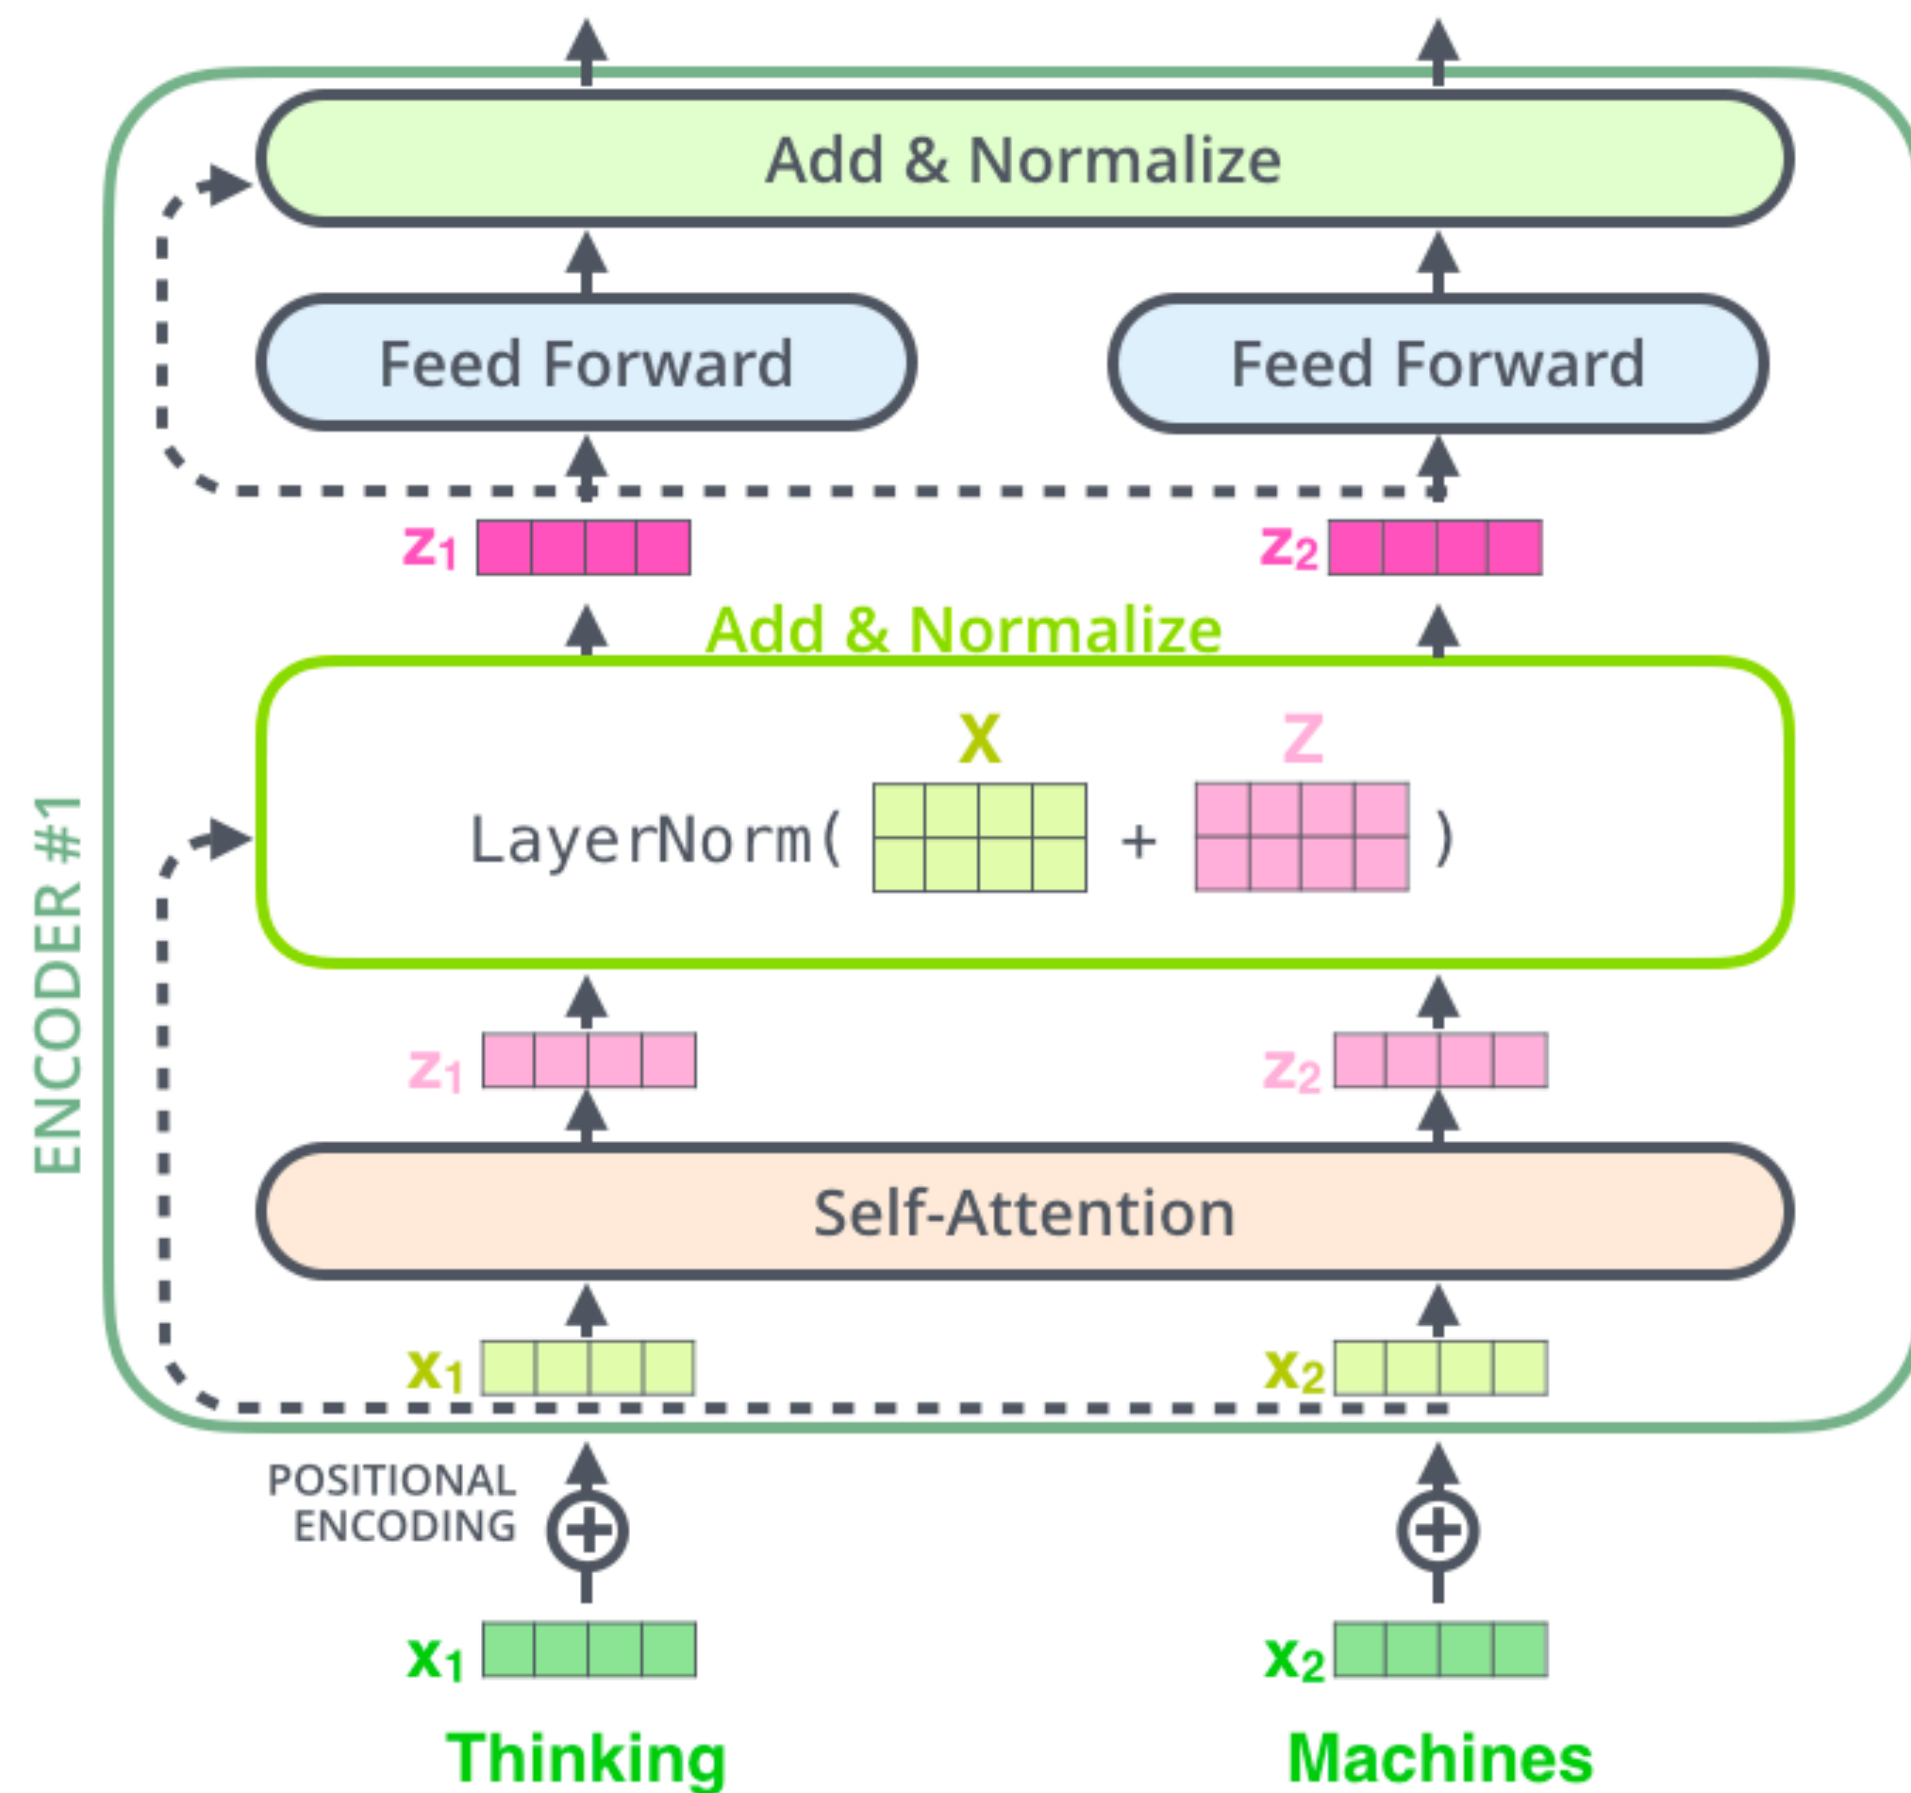 Add & Normalize
Feed Forward
Feed Forward
z1
z2
Add & Normalize
X
Z
LayerNorm(
+
)
ENCODER #1
z1
z2
Self-Attention
x1
x2
POSITIONAL
ENCODING
x1
x2
Thinking
Machines